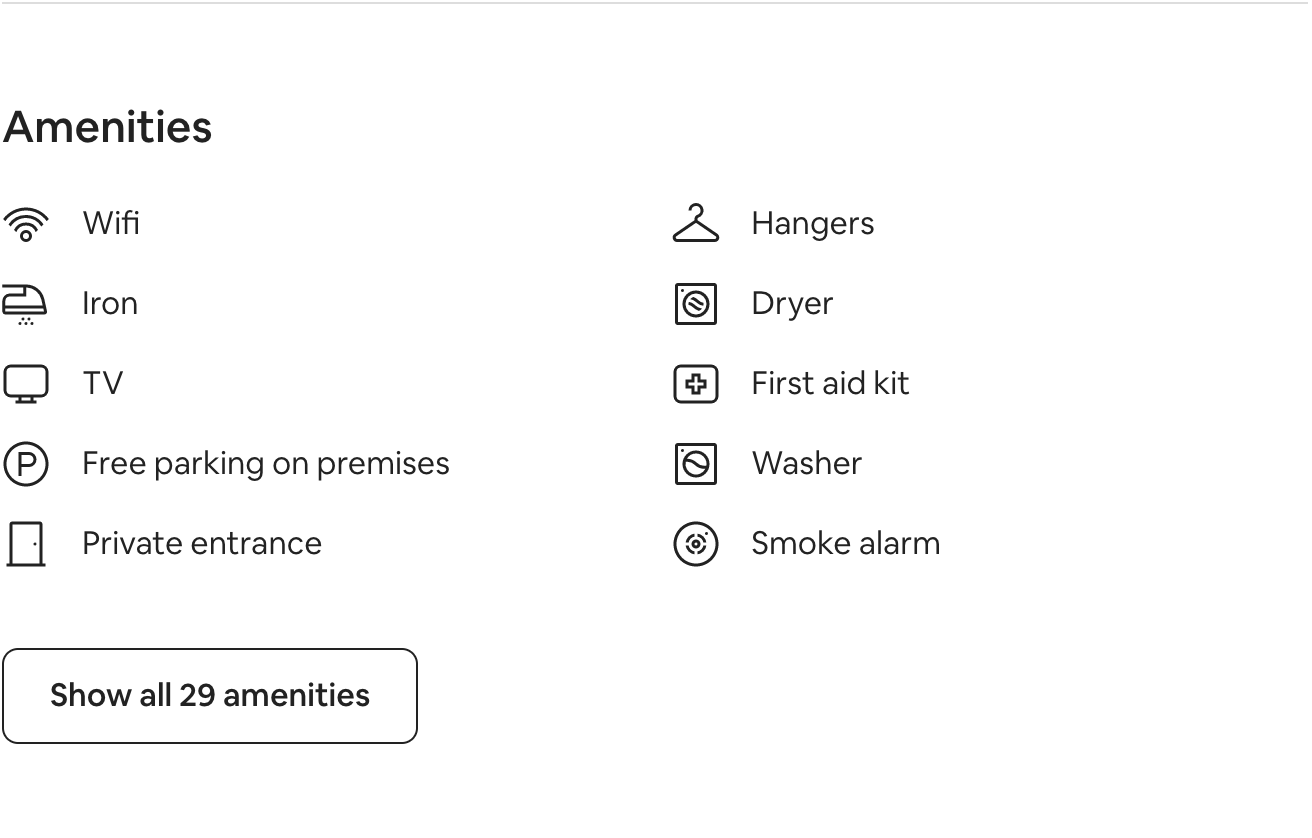 Amenities
Wifi
Hangers
Iron
Dryer
TV
First aid kit
P Free parking on premises
Washer
Private entrance
Smoke alarm
Show all 29 amenities